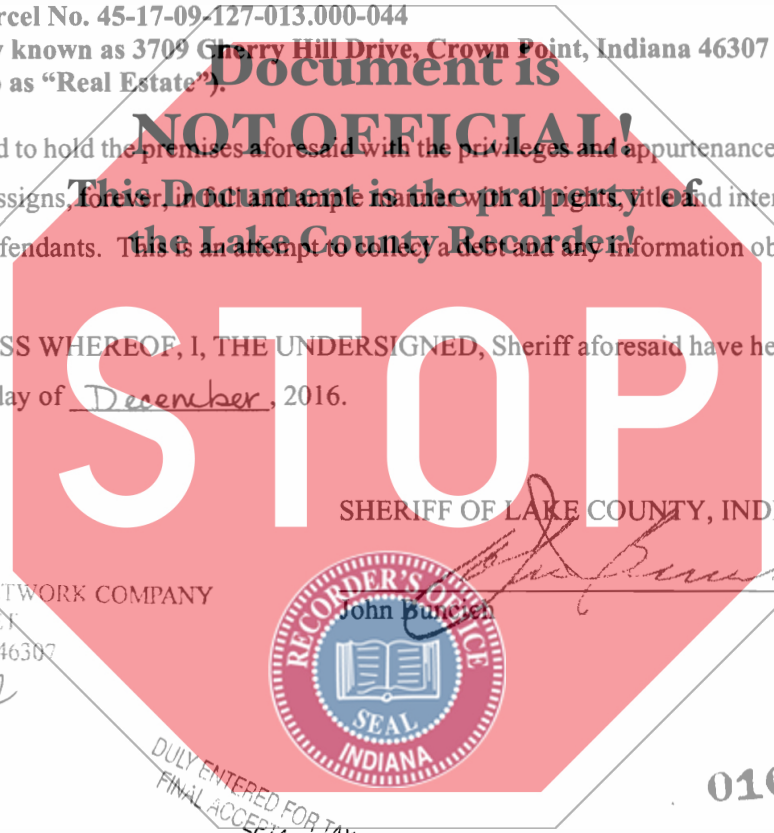 rcel No. 45-17-09-127-013.000-044
y known as 3709 Cherry Hill Drive, Crown Point, Indiana 46307
o as “Real Estate”).
Document is
NOT OFFICIAL!
d to hold the premises aforesaid with the privileges and appurtenance
This Document is the property of
ssigns, forever, in full and ample manner with all rights, title and inter
the Lake County Recorder!
fendants. This is an attempt to collect a debt and any information ob
STOP
SS WHEREOF, I, THE UNDERSIGNED, Sheriff aforesaid have he
day of December, 2016.
SHERIFF OF LAKE COUNTY, INDI
TWORK COMPANY
CT
46307
John Buncich
RECORDER'S OFFICE
SEAL
INDIANA
DULY ENTERED FOR TAX
FINAL ACCEPTA
010